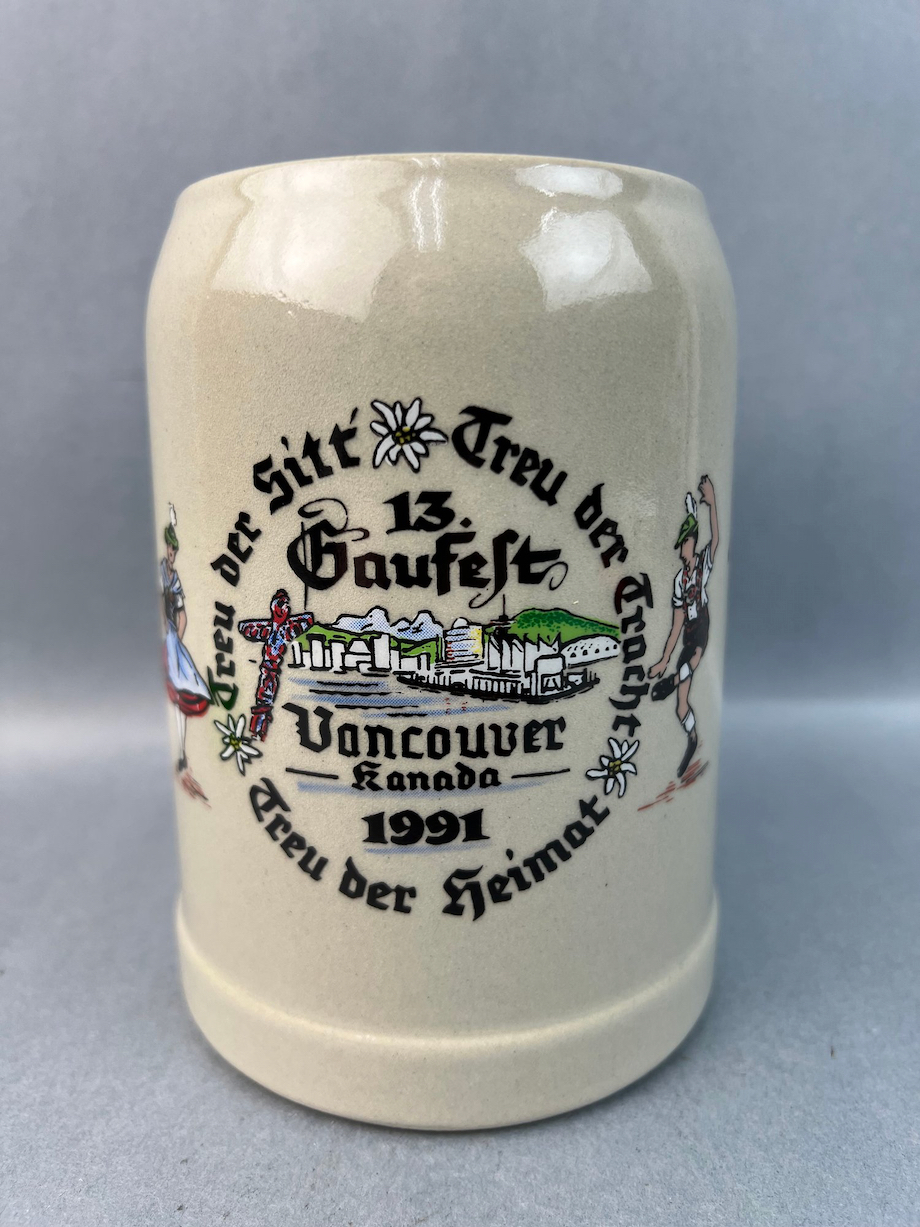 Treu der Sitt'
Treu der Tracht
13.
Gaufest
Vancouver
Kanada
1991
Treu der Heimat